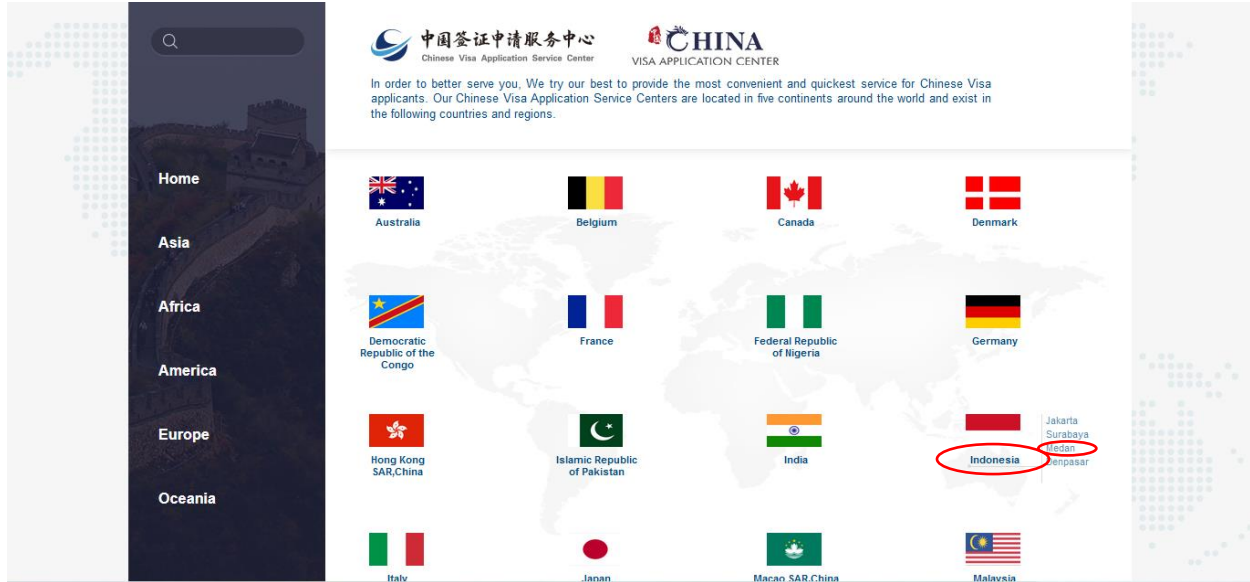 中国签证申请服务中心
Chinese Visa Application Service Center
CHINA
VISA APPLICATION CENTER
In order to better serve you, We try our best to provide the most convenient and quickest service for Chinese Visa
applicants. Our Chinese Visa Application Service Centers are located in five continents around the world and exist in
the following countries and regions.
Home
Asia
Africa
America
Europe
Oceania
Australia
Belgium
Canada
Denmark
Democratic
Republic of the
Congo
France
Federal Republic
of Nigeria
Germany
Hong Kong
SAR,China
Islamic Republic
of Pakistan
India
Indonesia
Jakarta
Surabaya
Medan
Denpasar
Italy
Japan
Macao SAR,China
Malaysia